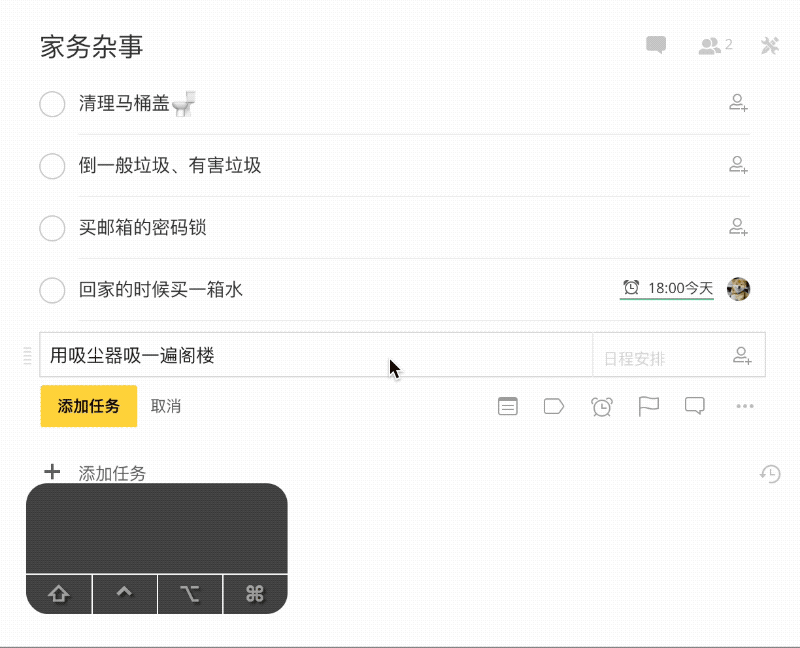 家务杂事
2
清理马桶盖🚽
倒一般垃圾、有害垃圾
买邮箱的密码锁
回家的时候买一箱水 18:00今天
用吸尘器吸一遍阁楼 日程安排
添加任务 取消
添加任务
⇧ ⌃ ⌥ ⌘